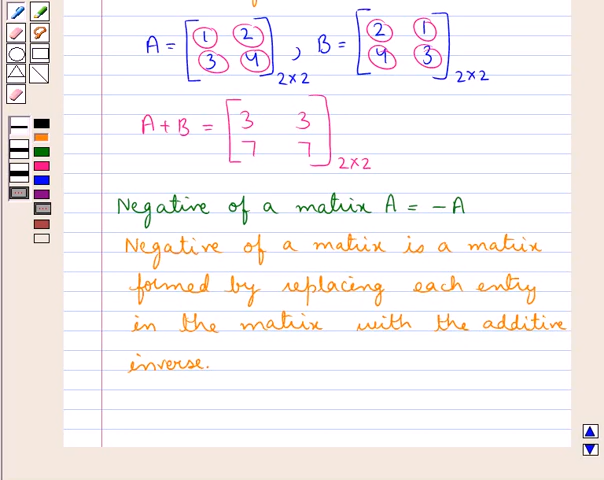 A = [1 2 3 4] 2×2 , B = [2 1 4 3] 2×2
A + B = [3 3 7 7] 2×2
Negative of a matrix A = -A
Negative of a matrix is a matrix
formed by replacing each entry
in the matrix with the additive
inverse.